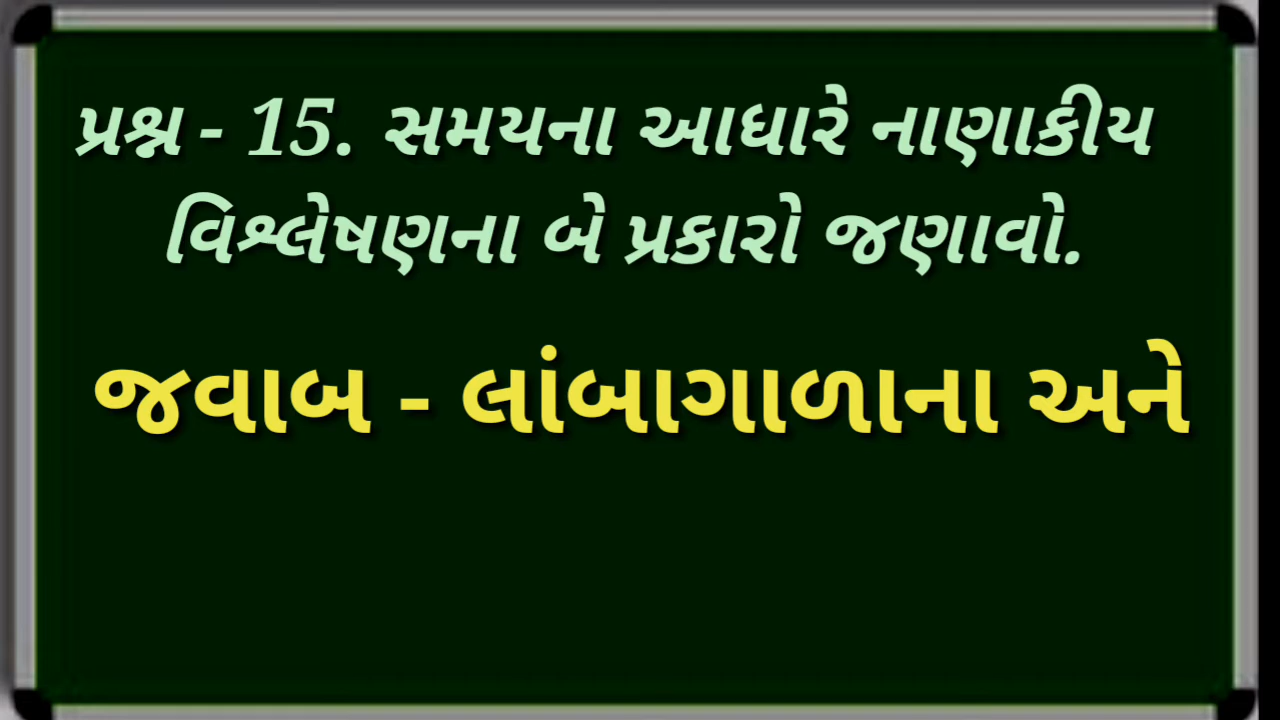 પ્રશ્ન - 15. સમયના આધારે નાણાકીય
વિશ્લેષણના બે પ્રકારો જણાવો.
જવાબ - લાંબાગાળાના અને